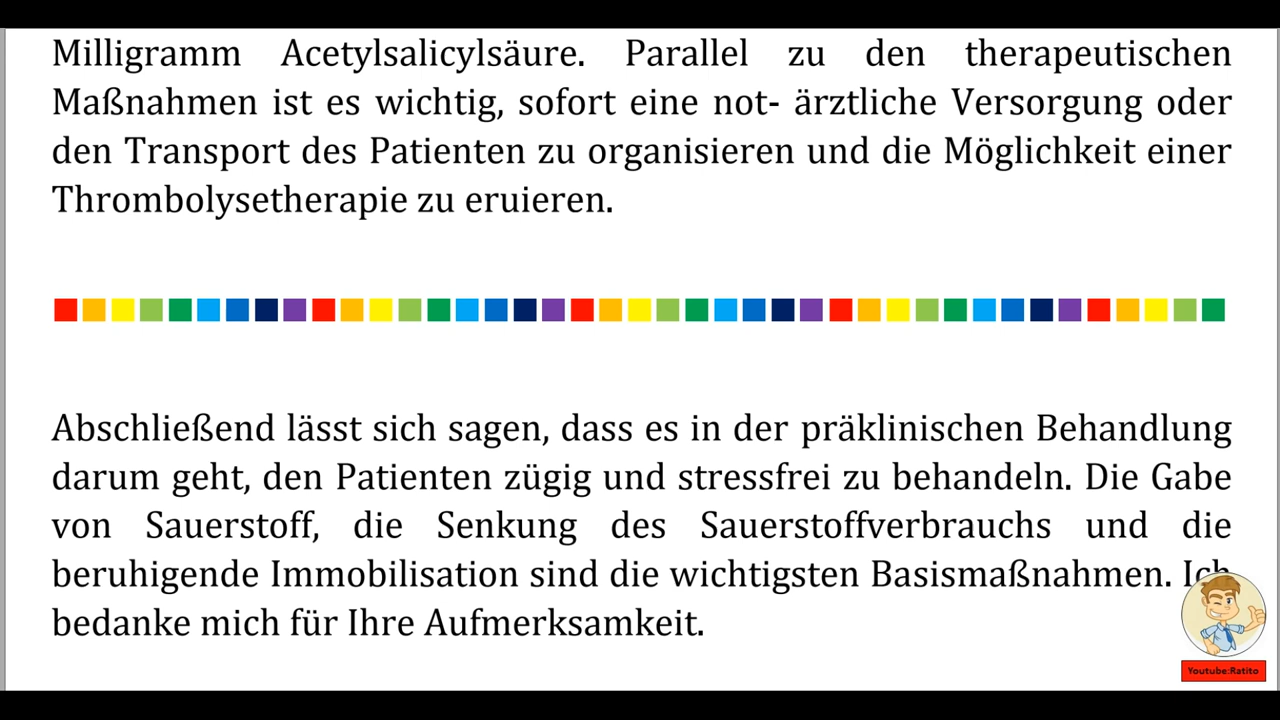 Milligramm Acetylsalicylsäure. Parallel zu den therapeutischen
Maßnahmen ist es wichtig, sofort eine not- ärztliche Versorgung oder
den Transport des Patienten zu organisieren und die Möglichkeit einer
Thrombolysetherapie zu eruieren.
Abschließend lässt sich sagen, dass es in der präklinischen Behandlung
darum geht, den Patienten zügig und stressfrei zu behandeln. Die Gabe
von Sauerstoff, die Senkung des Sauerstoffverbrauchs und die
beruhigende Immobilisation sind die wichtigsten Basismaßnahmen. Ich
bedanke mich für Ihre Aufmerksamkeit.
Youtube:Ratito